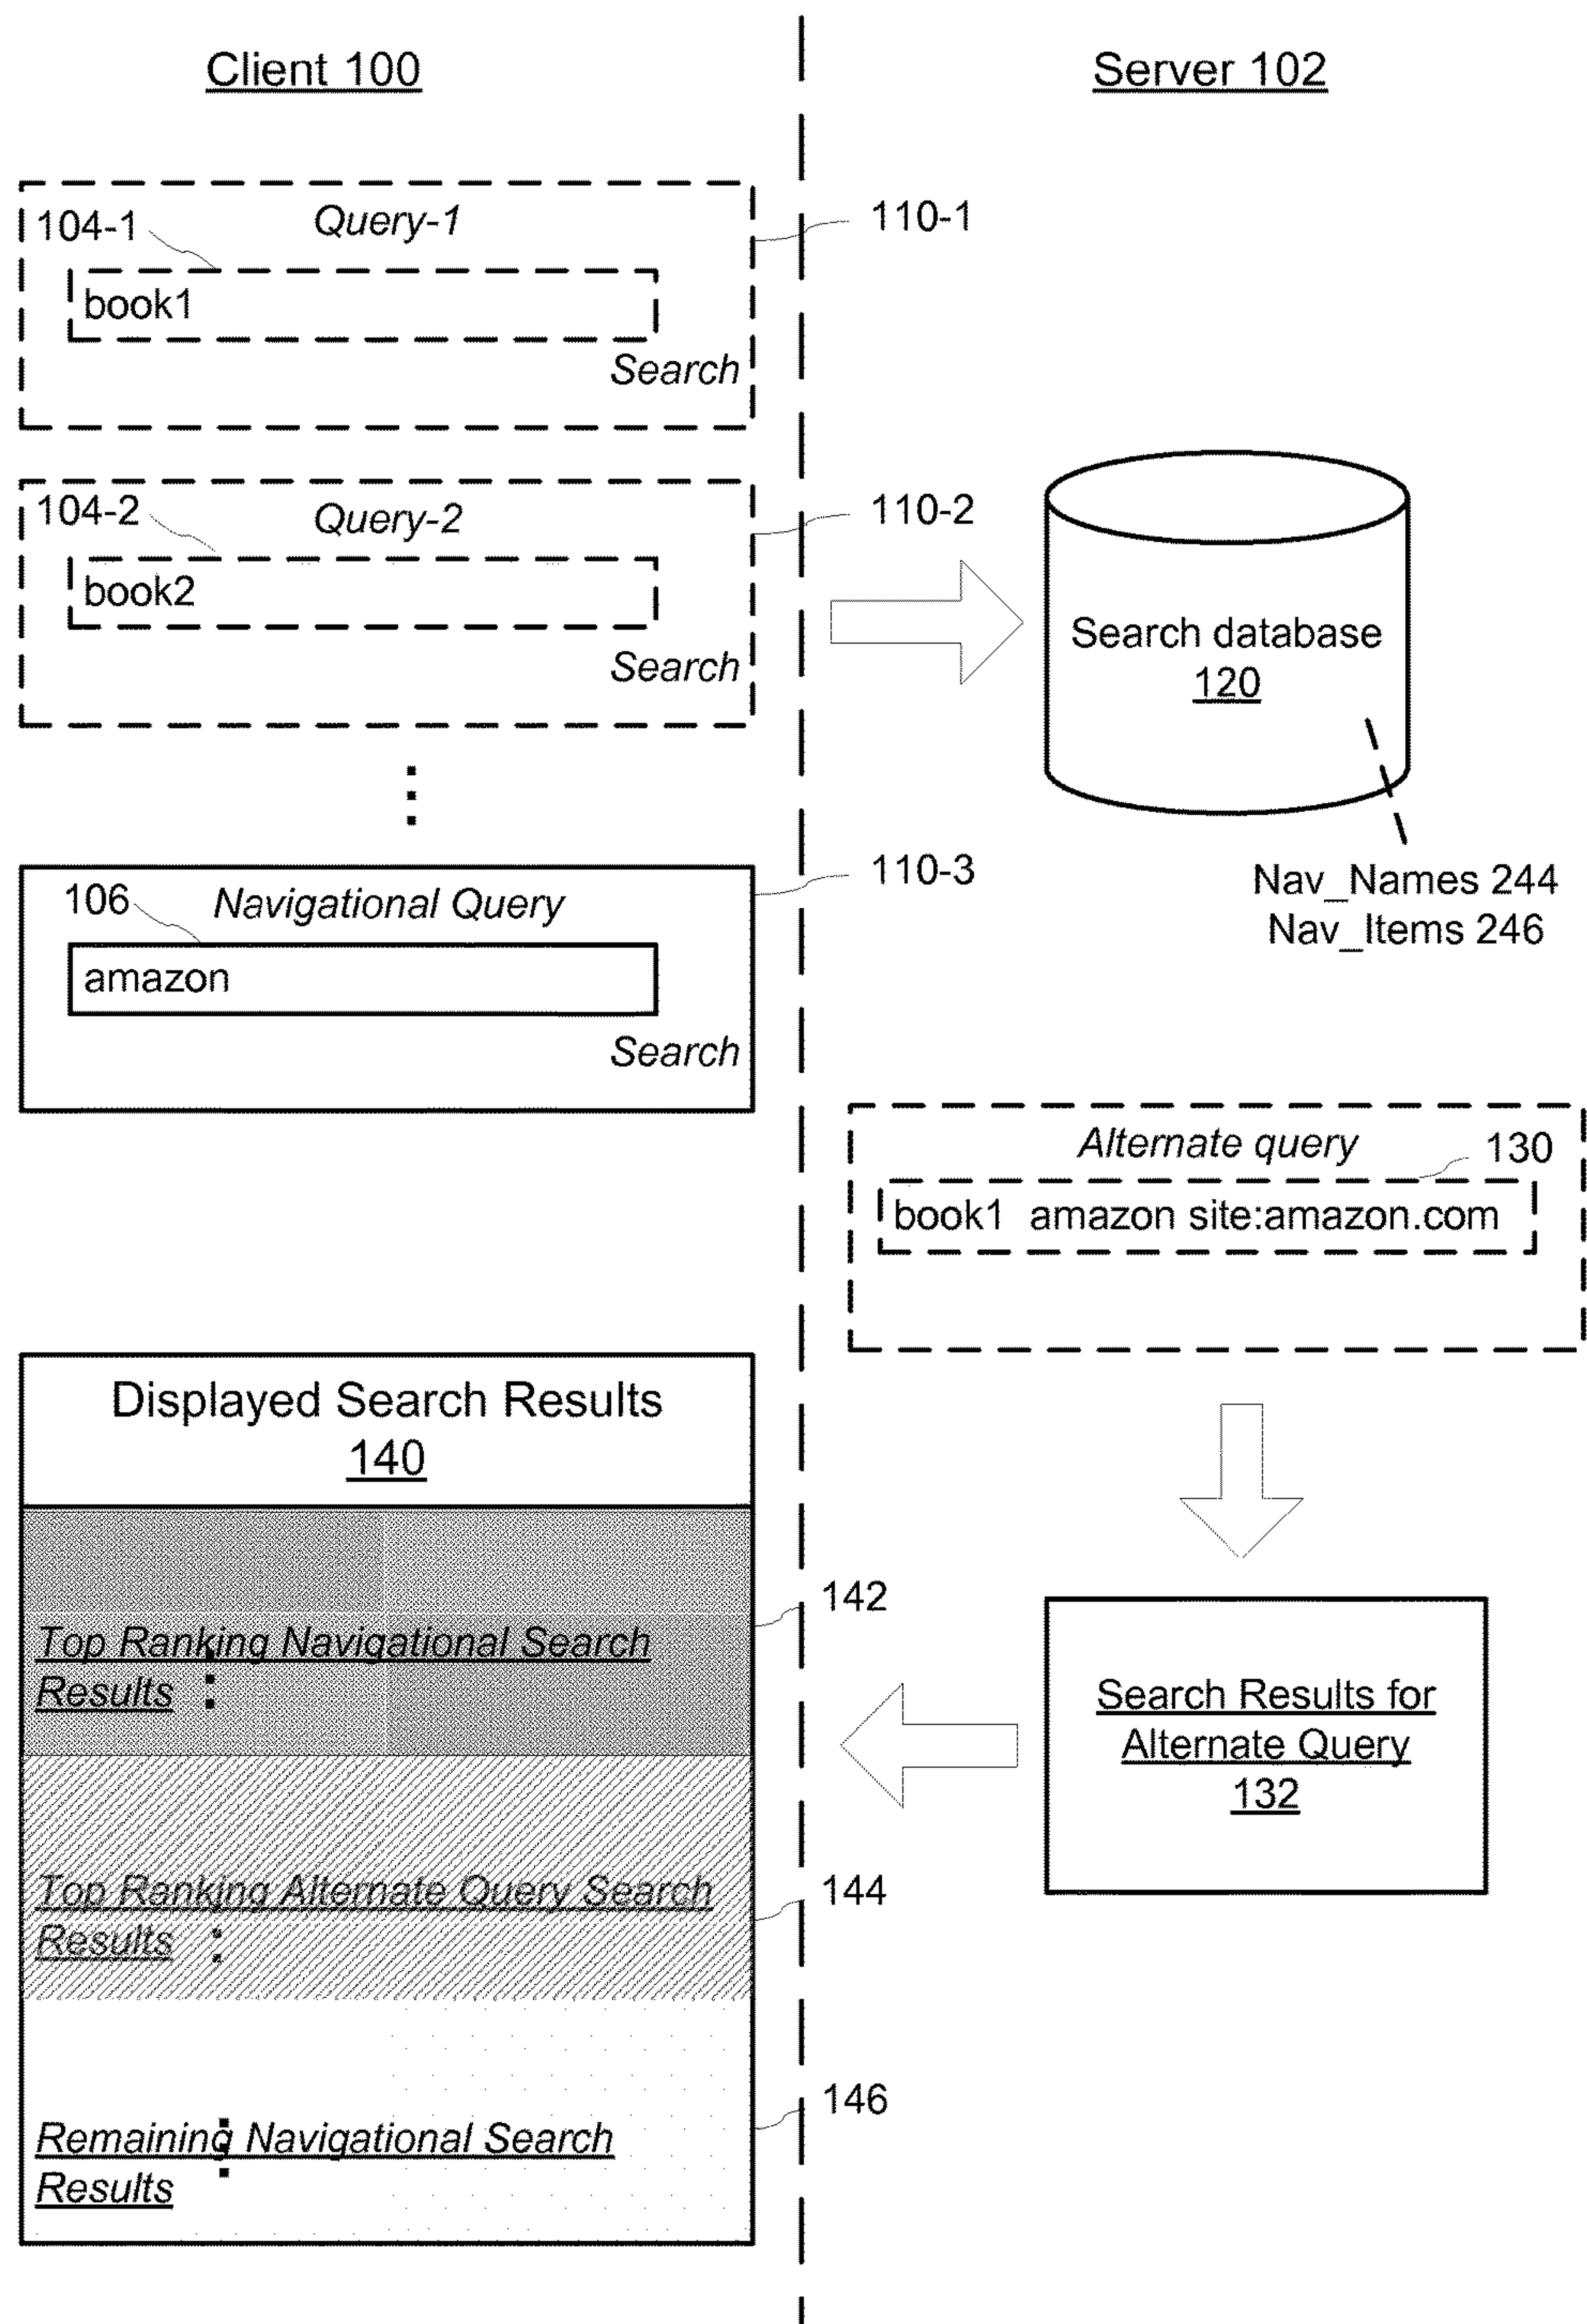 Client 100
Server 102
104-1
Query-1
110-1
book1
Search
104-2
Query-2
110-2
book2
Search
Search database
120
Nav_Names 244
Nav_Items 246
106
Navigational Query
110-3
amazon
Search
Alternate query
130
book1 amazon site:amazon.com
Displayed Search Results
140
142
Top Ranking Navigational Search
Results
Search Results for
Alternate Query
132
144
Top Ranking Alternate Query Search
Results
146
Remaining Navigational Search
Results